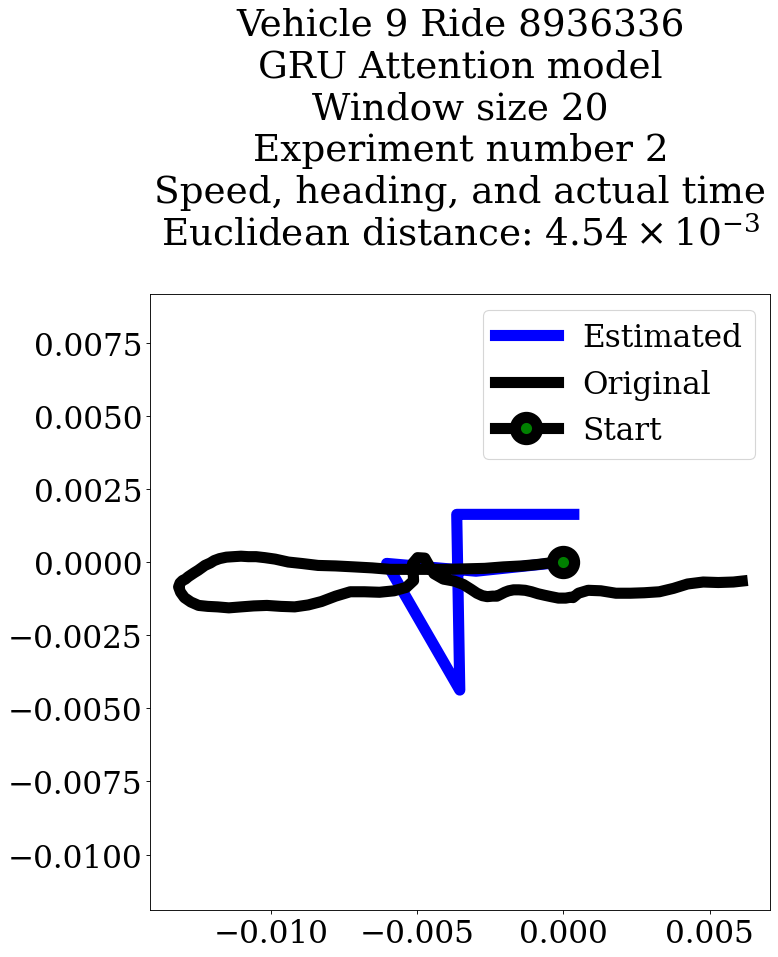 Vehicle 9 Ride 8936336
GRU Attention model
Window size 20
Experiment number 2
Speed, heading, and actual time
Euclidean distance: 4.54 × 10⁻³
Estimated
Original
Start
0.0075
0.0050
0.0025
0.0000
−0.0025
−0.0050
−0.0075
−0.0100
−0.010 −0.005 0.000 0.005